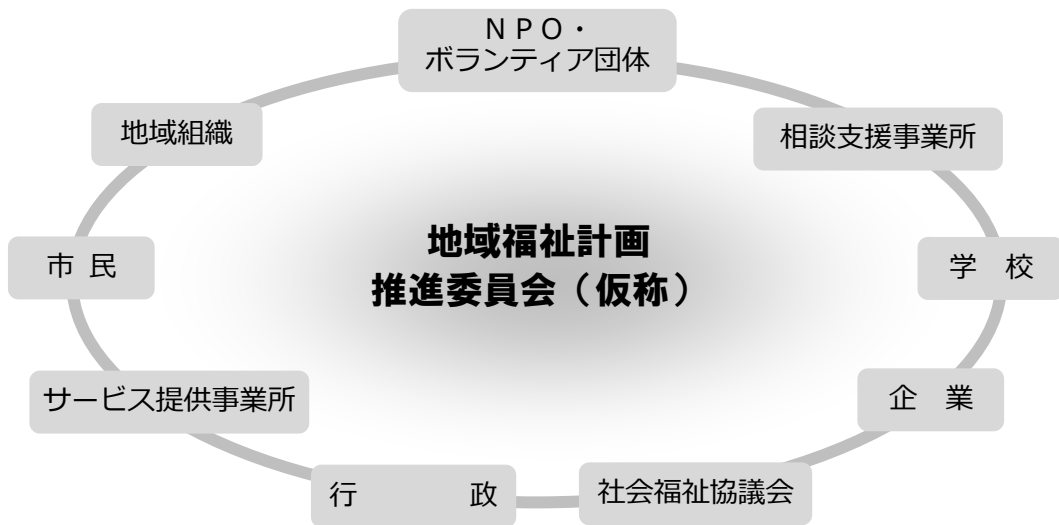 ＮＰＯ・
ボランティア団体
地域組織
相談支援事業所
地域福祉計画
推進委員会（仮称）
市 民
学　校
サービス提供事業所
企　業
行　　　政
社会福祉協議会